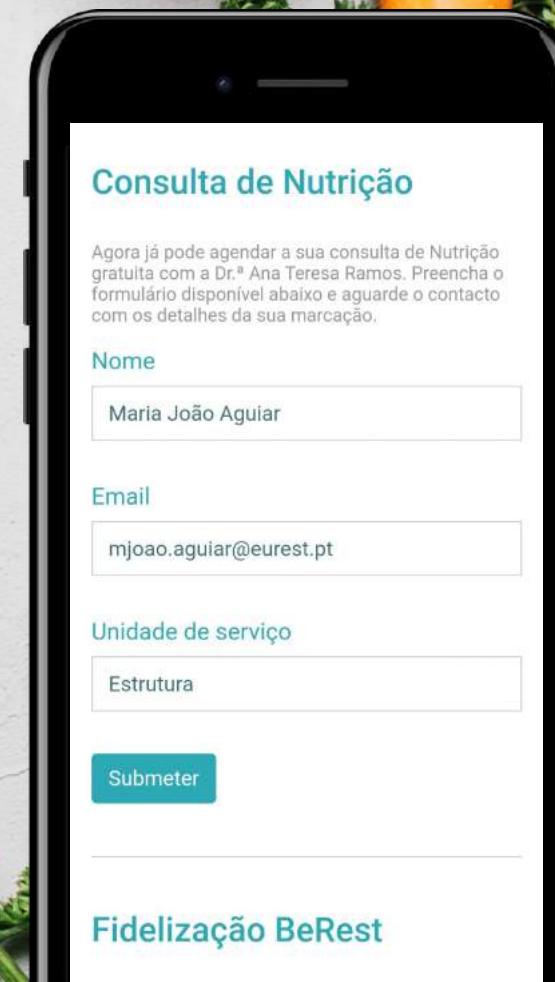 Consulta de Nutrição
Agora já pode agendar a sua consulta de Nutrição
gratuita com a Dr.ª Ana Teresa Ramos. Preencha o
formulário disponível abaixo e aguarde o contacto
com os detalhes da sua marcação.
Nome
Maria João Aguiar
Email
mjoao.aguiar@eurest.pt
Unidade de serviço
Estrutura
Submeter
Fidelização BeRest